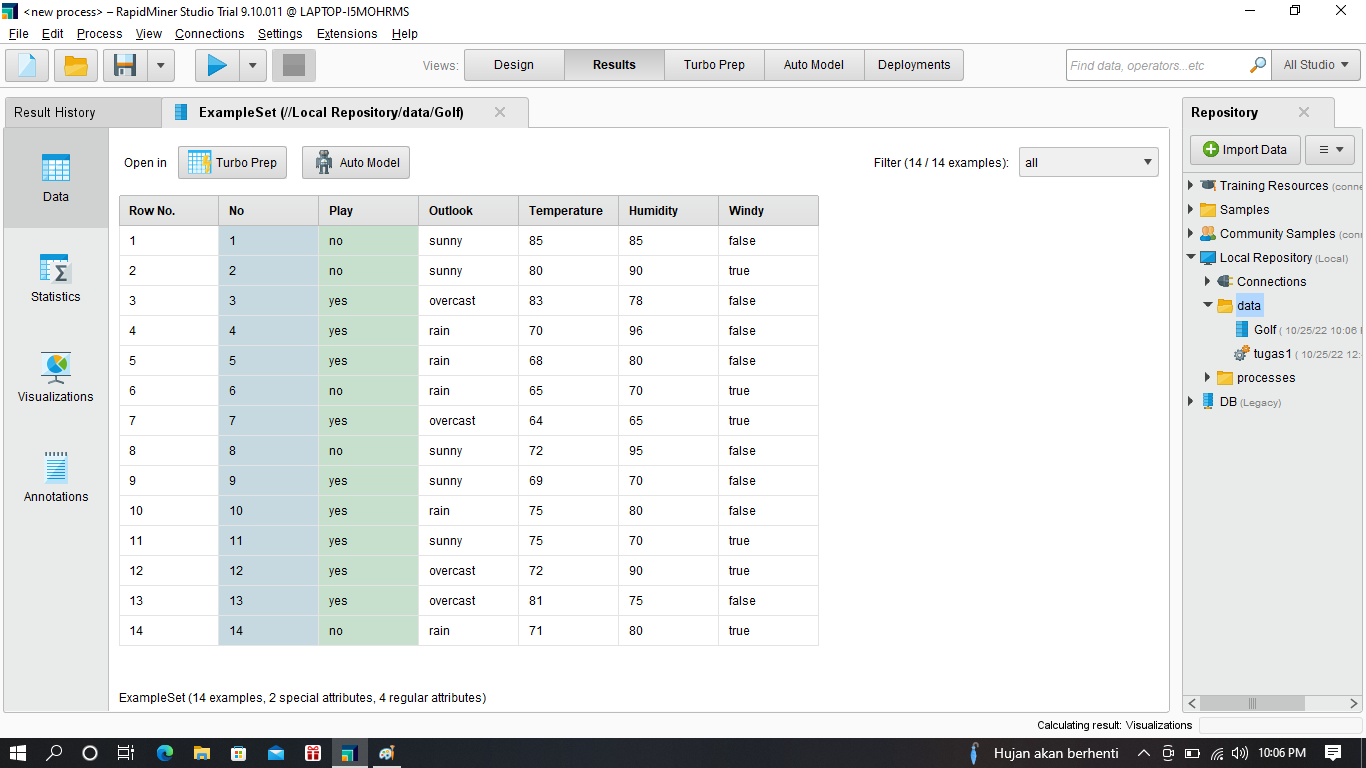 <new process> – RapidMiner Studio Trial 9.10.011 @ LAPTOP-I5MOHRMS
File Edit Process View Connections Settings Extensions Help
Views: Design Results Turbo Prep Auto Model Deployments Find data, operators...etc All Studio
Result History ExampleSet (//Local Repository/data/Golf) Repository
Open in Turbo Prep Auto Model Filter (14 / 14 examples): all Import Data
Data
Statistics
Visualizations
Annotations
Row No. No Play Outlook Temperature Humidity Windy
1 1 no sunny 85 85 false
2 2 no sunny 80 90 true
3 3 yes overcast 83 78 false
4 4 yes rain 70 96 false
5 5 yes rain 68 80 false
6 6 no rain 65 70 true
7 7 yes overcast 64 65 true
8 8 no sunny 72 95 false
9 9 yes sunny 69 70 false
10 10 yes rain 75 80 false
11 11 yes sunny 75 70 true
12 12 yes overcast 72 90 true
13 13 yes overcast 81 75 false
14 14 no rain 71 80 true
ExampleSet (14 examples, 2 special attributes, 4 regular attributes)
Training Resources (conne
Samples
Community Samples (conn
Local Repository (Local)
Connections
data
Golf ( 10/25/22 10:06
tugas1 ( 10/25/22 12:
processes
DB (Legacy)
Calculating result: Visualizations
Hujan akan berhenti 10:06 PM